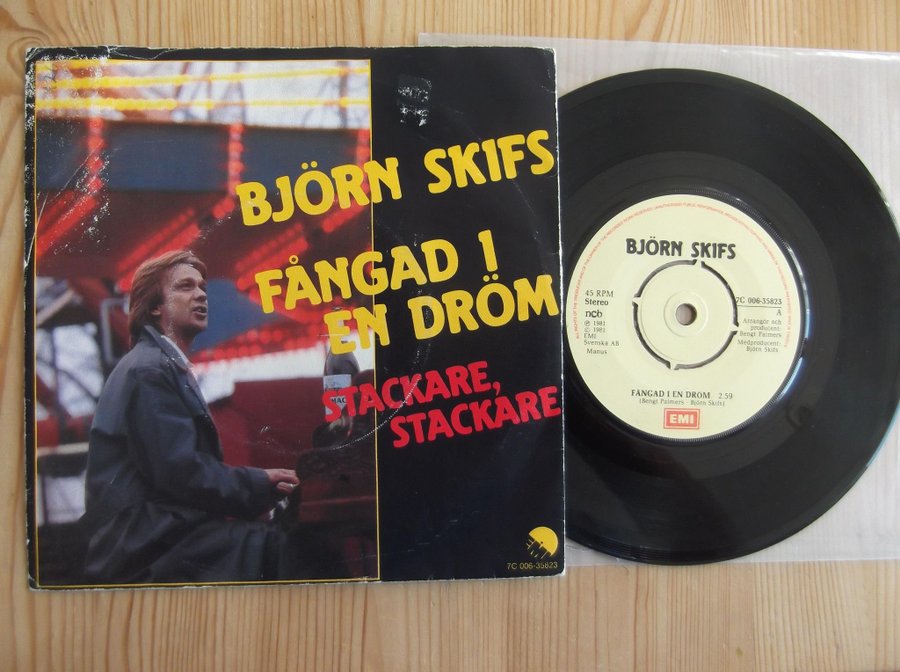 BJÖRN SKIFS
FÅNGAD I
EN DRÖM
STACKARE,
STACKARE
7C 006-35823
BJÖRN SKIFS
45 RPM
Stereo
ncb
℗ 1981
© 1981
EMI
Svenska AB
Manus
7C 006-35823
A
Arrangör och
producent:
Bengt Palmers
Medproducent:
Björn Skifs
FÅNGAD I EN DRÖM 2.59
(Bengt Palmers - Björn Skifs)
EMI